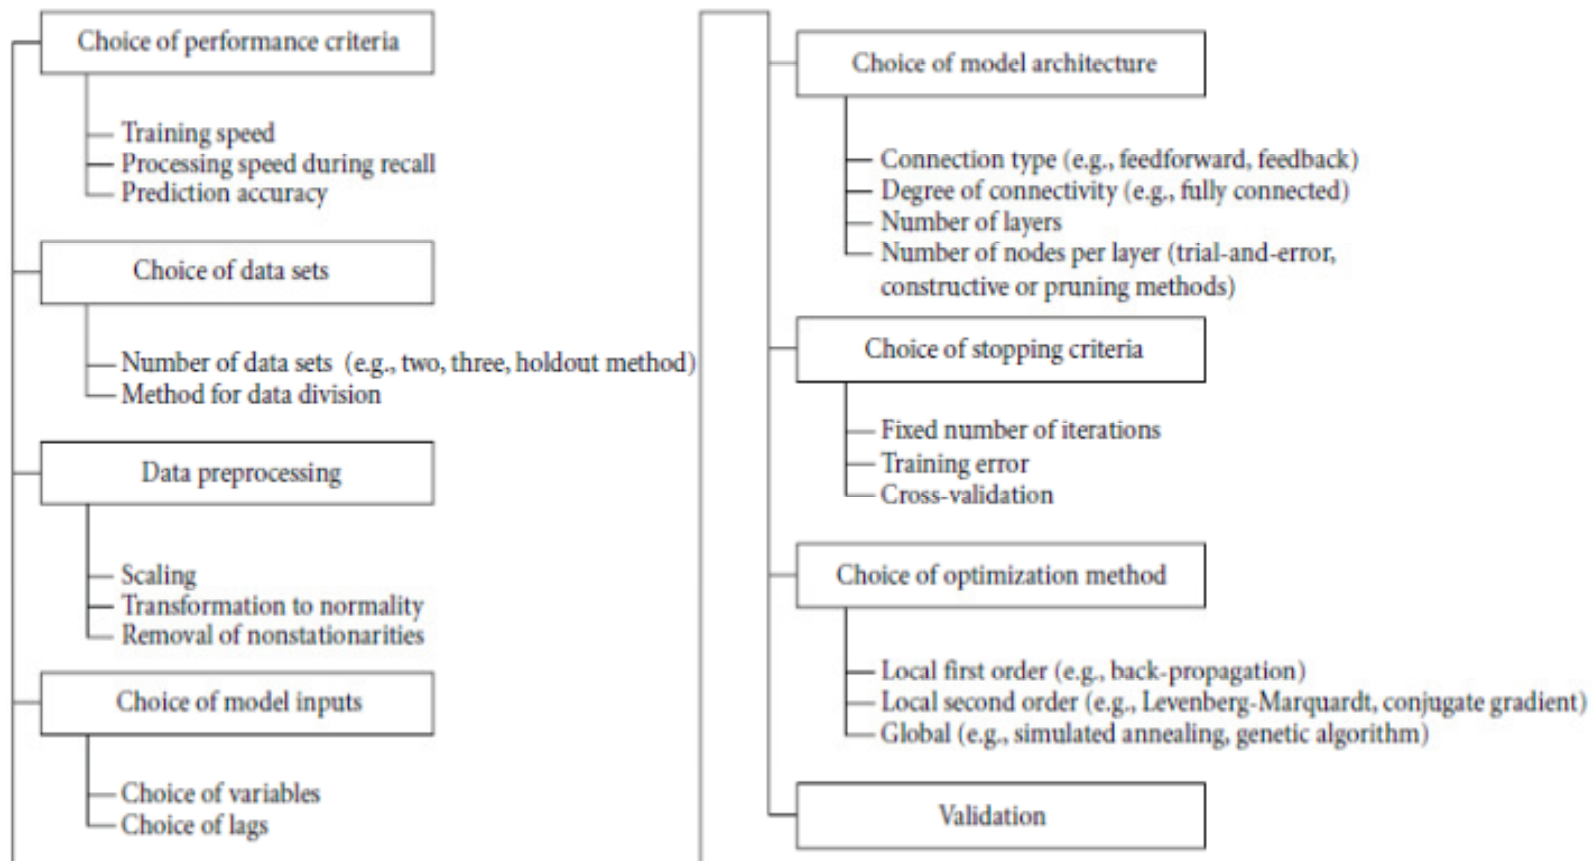 Choice of performance criteria
Training speed
Processing speed during recall
Prediction accuracy
Choice of data sets
Number of data sets (e.g., two, three, holdout method)
Method for data division
Data preprocessing
Scaling
Transformation to normality
Removal of nonstationarities
Choice of model inputs
Choice of variables
Choice of lags
Choice of model architecture
Connection type (e.g., feedforward, feedback)
Degree of connectivity (e.g., fully connected)
Number of layers
Number of nodes per layer (trial-and-error,
constructive or pruning methods)
Choice of stopping criteria
Fixed number of iterations
Training error
Cross-validation
Choice of optimization method
Local first order (e.g., back-propagation)
Local second order (e.g., Levenberg-Marquardt, conjugate gradient)
Global (e.g., simulated annealing, genetic algorithm)
Validation